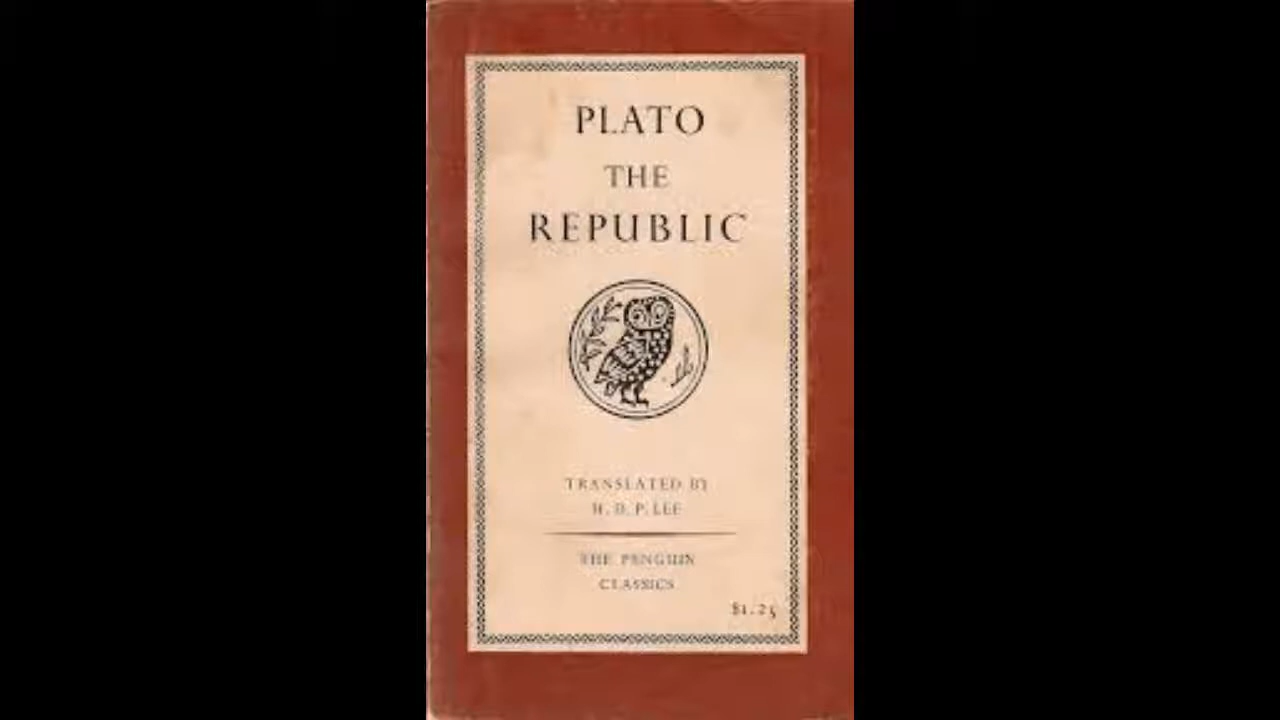 PLATO
THE
REPUBLIC
TRANSLATED BY
H. D. P. LEE
THE PENGUIN
CLASSICS
$1.25